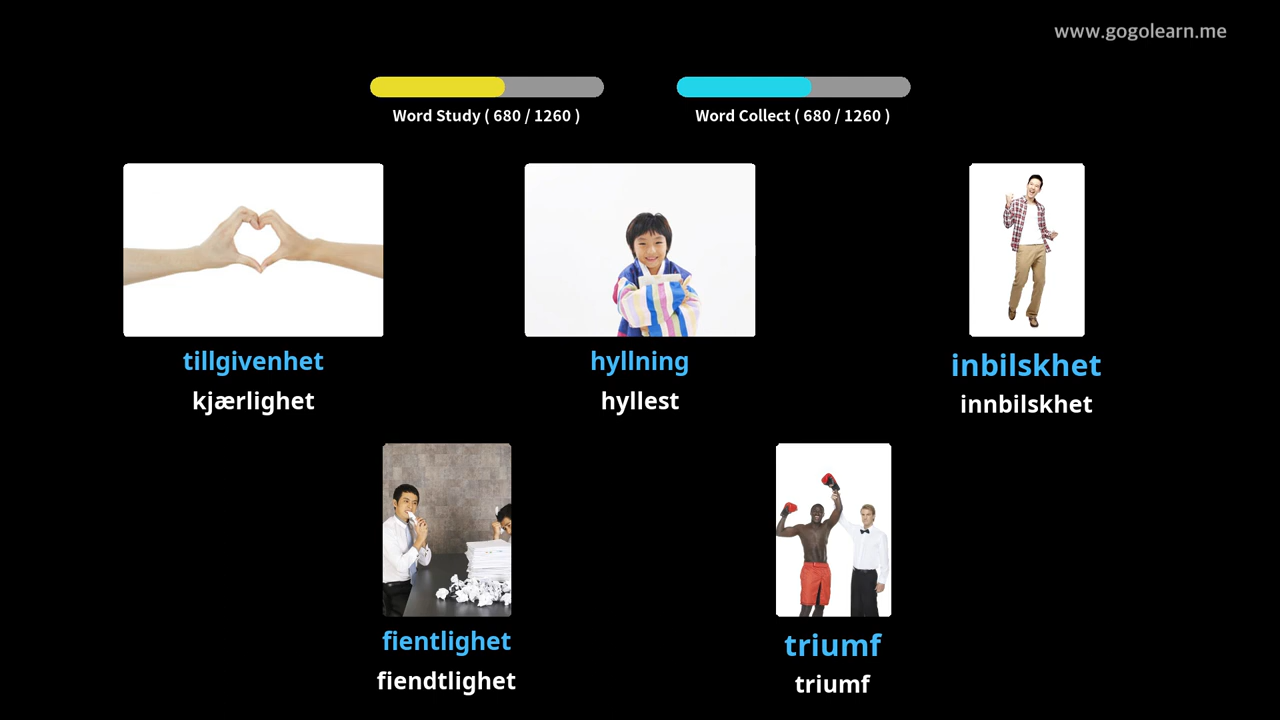 www.gogolearn.me
Word Study ( 680 / 1260 )
Word Collect ( 680 / 1260 )
tillgivenhet
kjærlighet
hyllning
hyllest
inbilskhet
innbilskhet
fientlighet
fiendtlighet
triumf
triumf